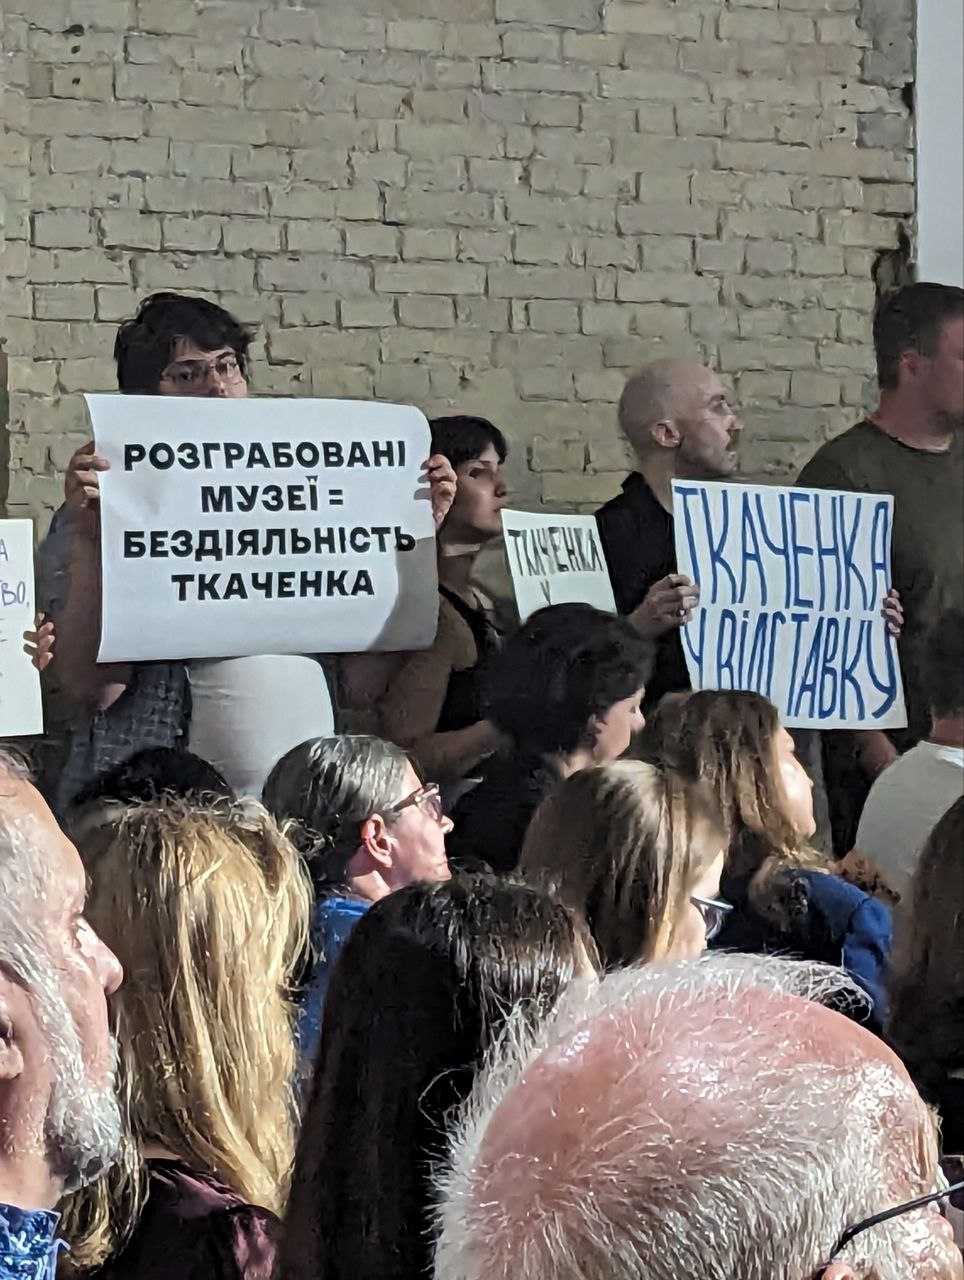 РОЗГРАБОВАНІ
МУЗЕЇ =
БЕЗДІЯЛЬНІСТЬ
ТКАЧЕНКА
ТКАЧЕНКА
У
ТКАЧЕНКА
У ВІДСТАВКУ